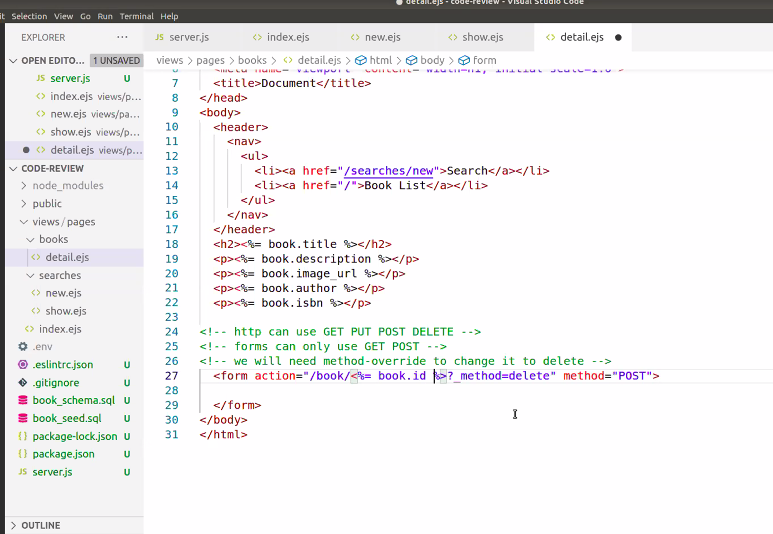 detail.ejs - code-review - Visual Studio Code
it Selection View Go Run Terminal Help
EXPLORER ···
JS server.js <> index.ejs <> new.ejs <> show.ejs <> detail.ejs ●
OPEN EDITO... 1 UNSAVED
JS server.js U
<> index.ejs views/p...
<> new.ejs views/pa...
<> show.ejs views/p...
● <> detail.ejs views/p...
CODE-REVIEW
node_modules
public
views / pages
books
<> detail.ejs
searches
<> new.ejs
<> show.ejs
<> index.ejs
.env
.eslintrc.json U
.gitignore U
book_schema.sql U
book_seed.sql U
{ } package-lock.json U
{ } package.json U
JS server.js U
OUTLINE
views > pages > books > <> detail.ejs > html > body > form
6 <meta name="viewport" content="width=h1, initial-scale=1.0">
7 <title>Document</title>
8 </head>
9 <body>
10 <header>
11 <nav>
12 <ul>
13 <li><a href="/searches/new">Search</a></li>
14 <li><a href="/">Book List</a></li>
15 </ul>
16 </nav>
17 </header>
18 <h2><%= book.title %></h2>
19 <p><%= book.description %></p>
20 <p><%= book.image_url %></p>
21 <p><%= book.author %></p>
22 <p><%= book.isbn %></p>
23
24 <!-- http can use GET PUT POST DELETE -->
25 <!-- forms can only use GET POST -->
26 <!-- we will need method-override to change it to delete -->
27 <form action="/book/<%= book.id %>?_method=delete" method="POST">
28
29 </form>
30 </body>
31 </html>